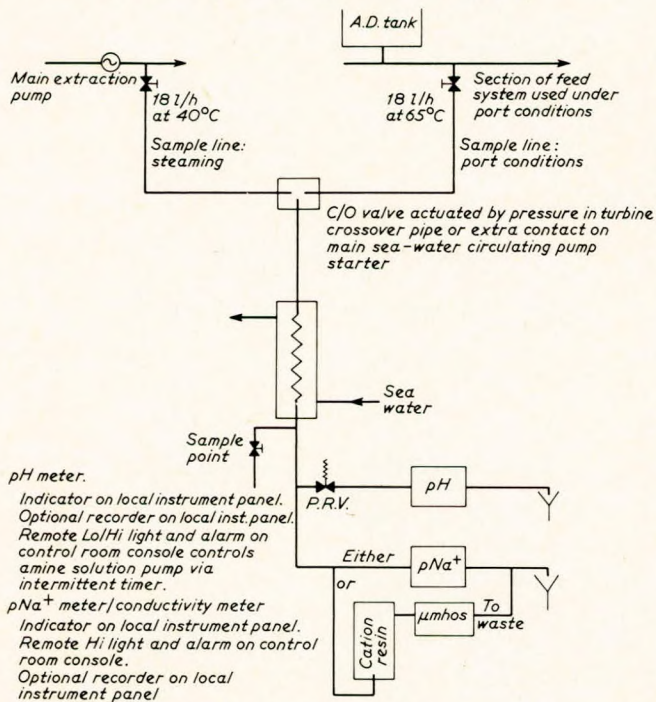 A.D. tank
Main extraction
pump
18 l/h
at 40°C
18 l/h
at 65°C
Section of feed
system used under
port conditions
Sample line:
steaming
Sample line:
port conditions
C/O valve actuated by pressure in turbine
crossover pipe or extra contact on
main sea-water circulating pump
starter
Sea
water
Sample
point
pH meter.
Indicator on local instrument panel.
Optional recorder on local inst. panel.
Remote Lo/Hi light and alarm on
control room console controls
amine solution pump via
intermittent timer.
pNa⁺ meter/conductivity meter
Indicator on local instrument panel.
Remote Hi light and alarm on control
room console.
Optional recorder on local
instrument panel
P.R.V.
pH
Either
pNa⁺
or
Cation
resin
µmhos
To
waste